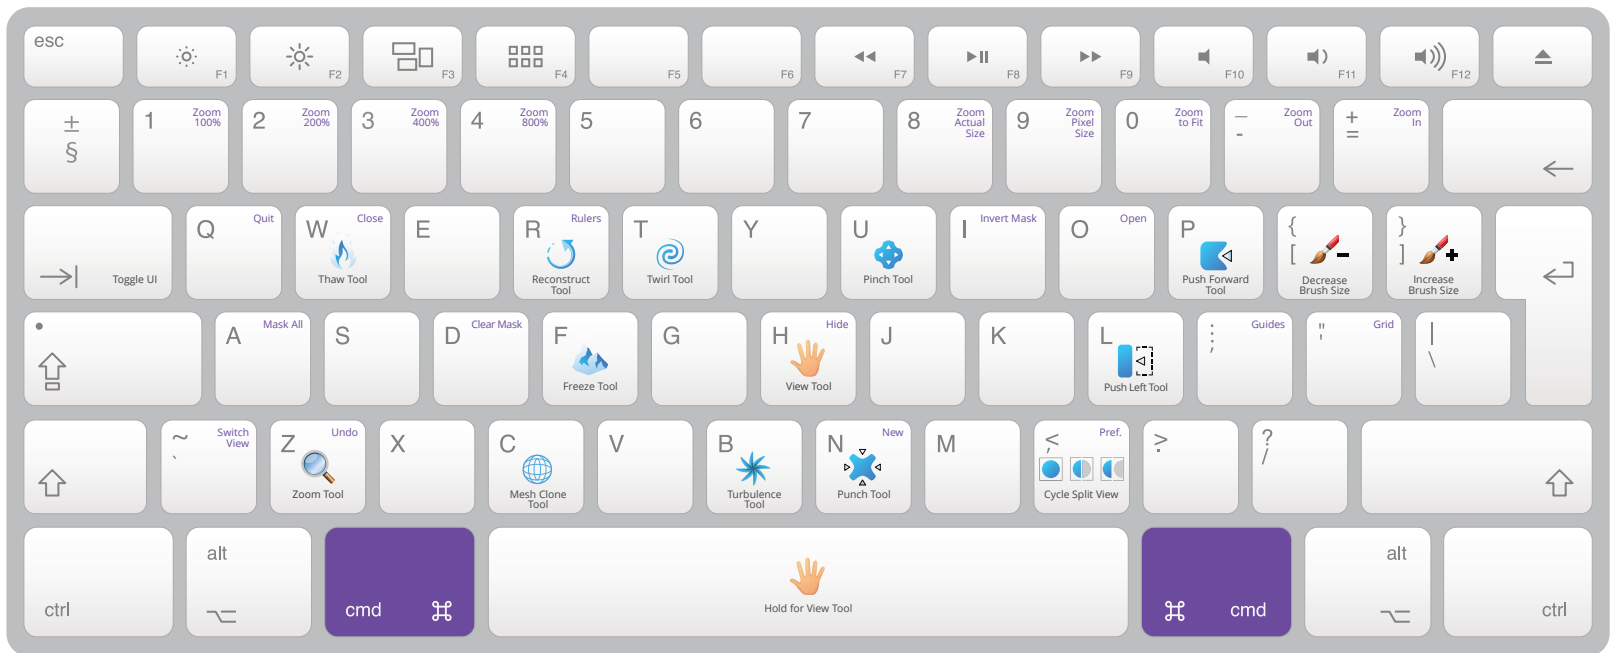 esc
F1
F2
F3
F4
F5
F6
F7
F8
F9
F10
F11
F12
±
§
1 Zoom
100%
2 Zoom
200%
3 Zoom
400%
4 Zoom
800%
5
6
7
8 Zoom
Actual
Size
9 Zoom
Pixel
Size
0 Zoom
to Fit
_ Zoom
Out
-
+ Zoom
In
=
Toggle UI
Q Quit
W Close
Thaw Tool
E
R Rulers
Reconstruct
Tool
T
Twirl Tool
Y
U
Pinch Tool
I Invert Mask
O Open
P
Push Forward
Tool
{
[
Decrease
Brush Size
}
]
Increase
Brush Size
A Mask All
S
D Clear Mask
F
Freeze Tool
G
H Hide
View Tool
J
K
L
Push Left Tool
: Guides
;
" Grid
'
|
\
~ Switch
View
`
Z Undo
Zoom Tool
X
C
Mesh Clone
Tool
V
B
Turbulence
Tool
N New
Punch Tool
M
< Pref.
,
Cycle Split View
>
.
?
/
ctrl
alt
cmd ⌘
Hold for View Tool
⌘ cmd
alt
ctrl